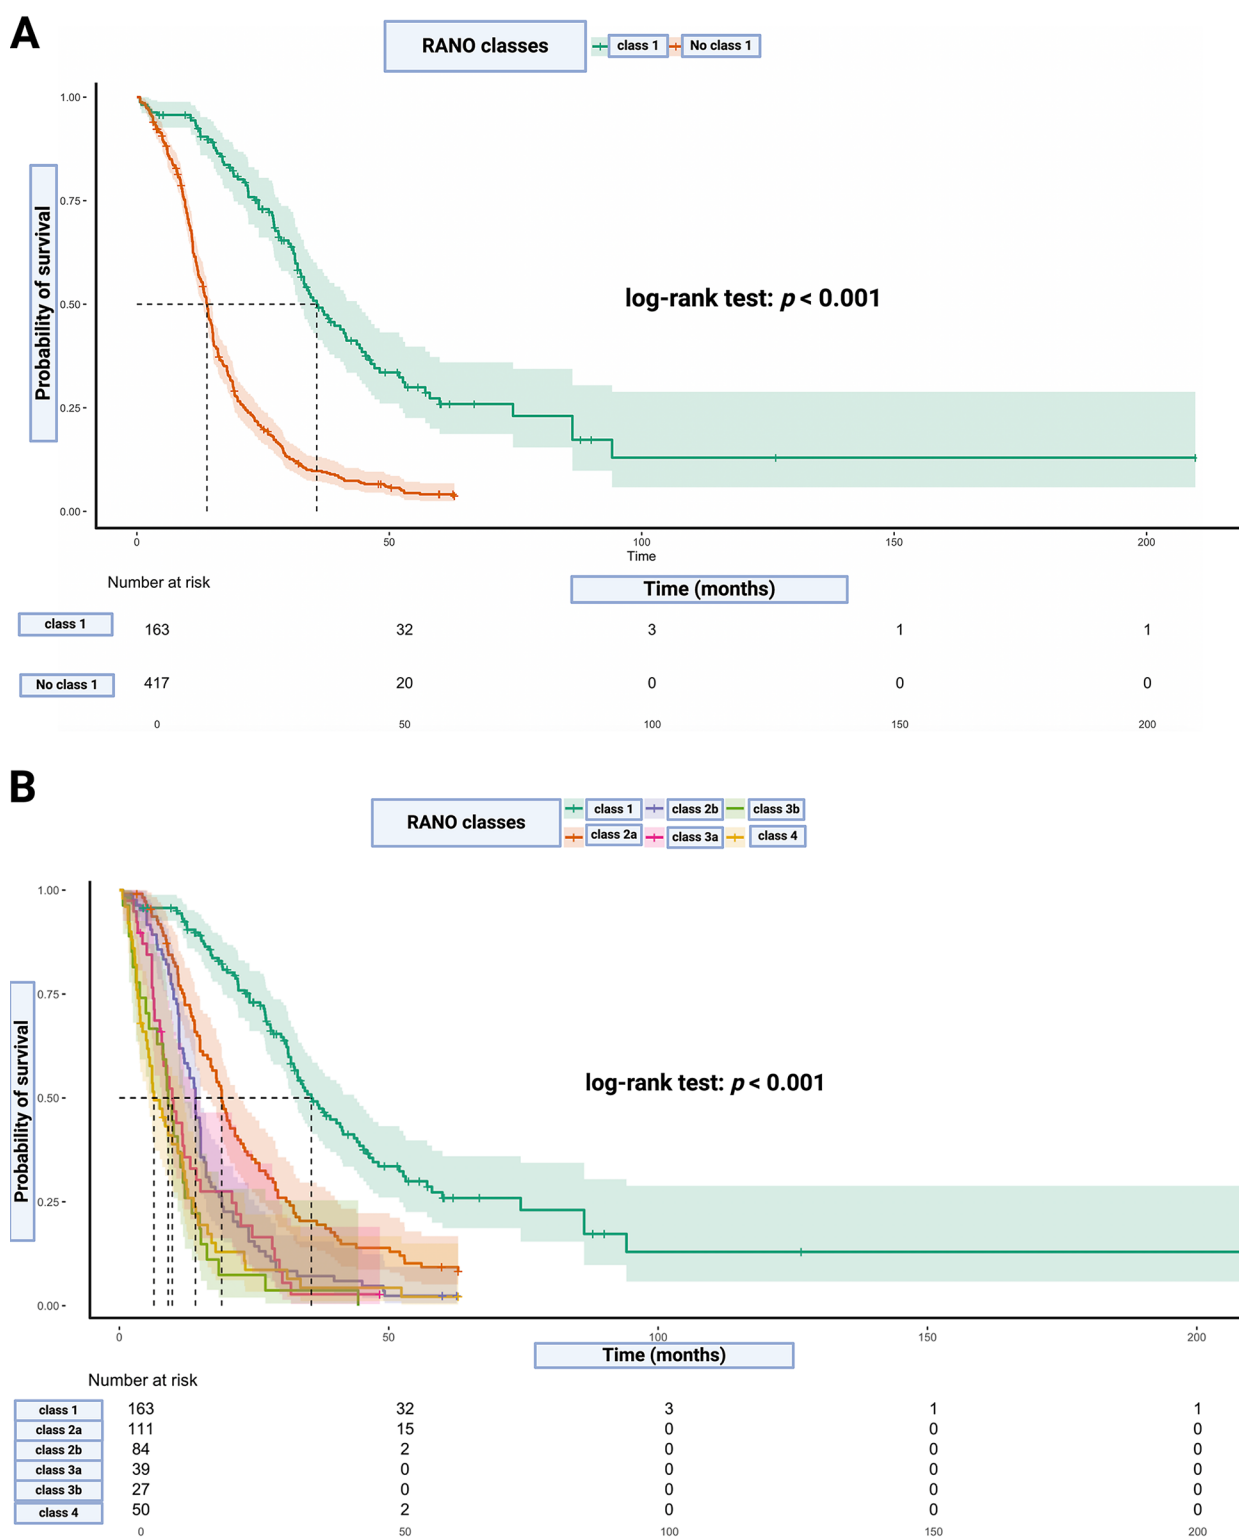 A
RANO classes class 1 No class 1
1.00
0.75
0.50
0.25
0.00
Probability of survival
log-rank test: p < 0.001
0 50 100 150 200
Time
Number at risk
Time (months)
class 1 163 32 3 1 1
No class 1 417 20 0 0 0
0 50 100 150 200
B
RANO classes class 1 class 2b class 3b
class 2a class 3a class 4
1.00
0.75
0.50
0.25
0.00
Probability of survival
log-rank test: p < 0.001
0 50 100 150 200
Time (months)
Number at risk
class 1 163 32 3 1 1
class 2a 111 15 0 0 0
class 2b 84 2 0 0 0
class 3a 39 0 0 0 0
class 3b 27 0 0 0 0
class 4 50 2 0 0 0
0 50 100 150 200